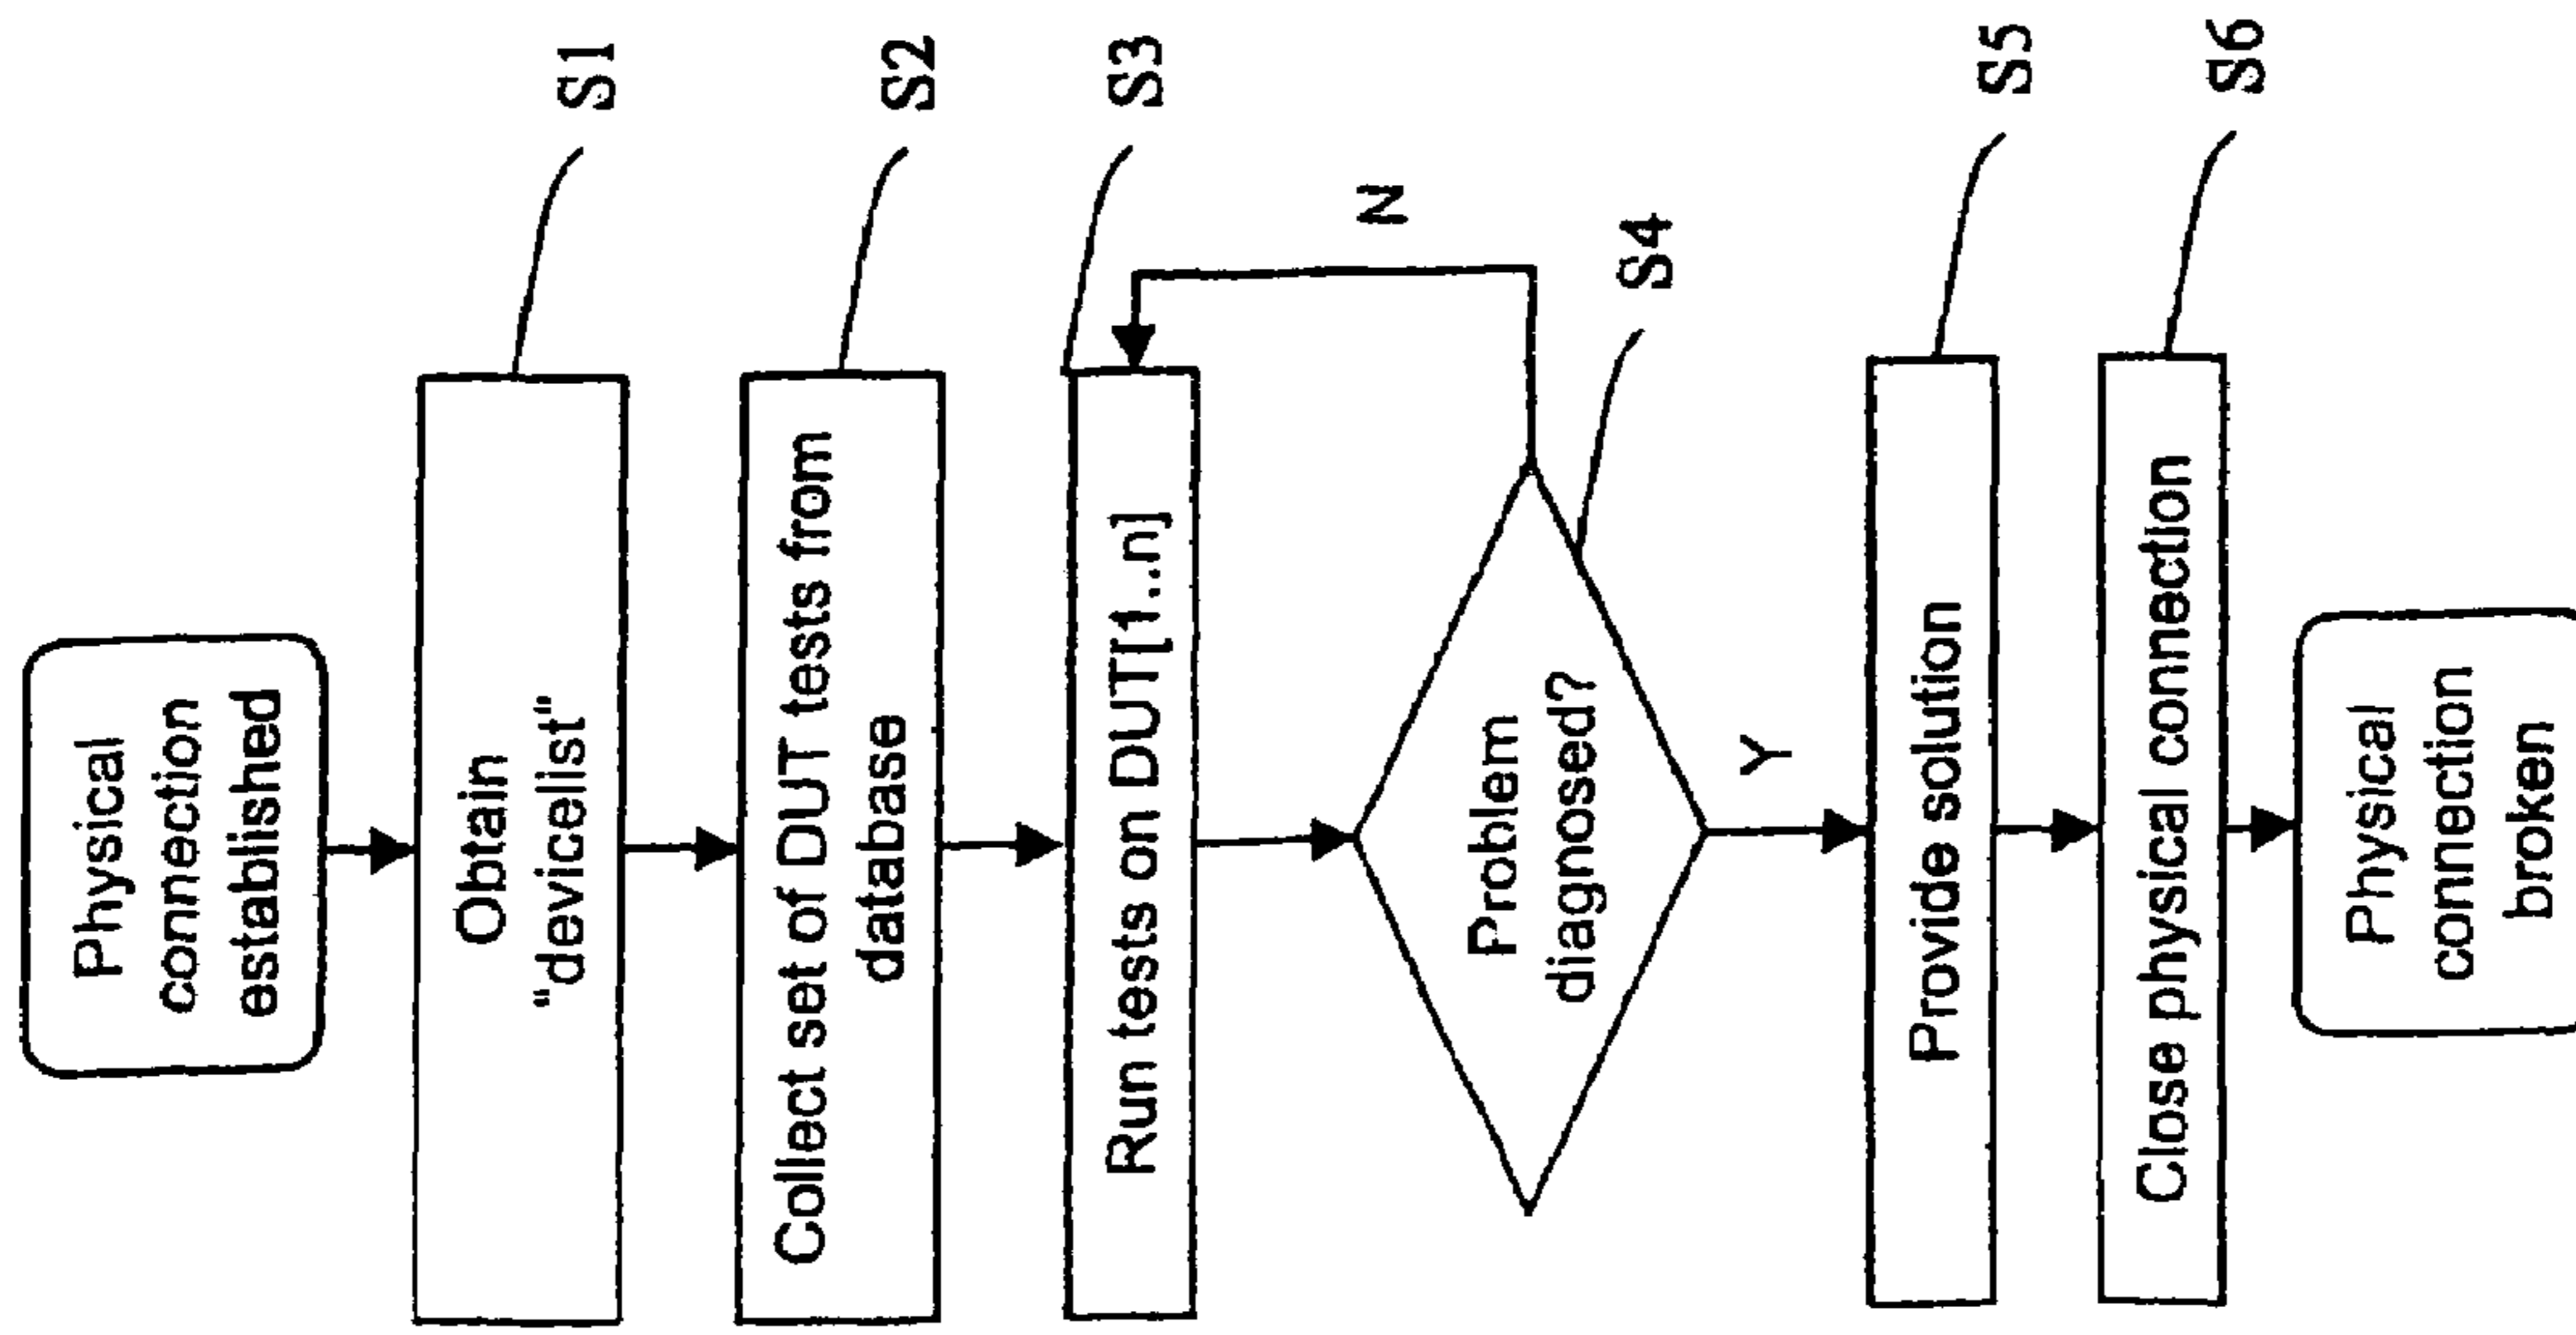 Physical
connection
established
Obtain
“devicelist“
S1
Collect set of DUT tests from
database
S2
Run tests on DUT[1..n]
S3
Problem
diagnosed?
S4
N
Y
Provide solution
S5
Close physical connection
S6
Physical
connection
broken